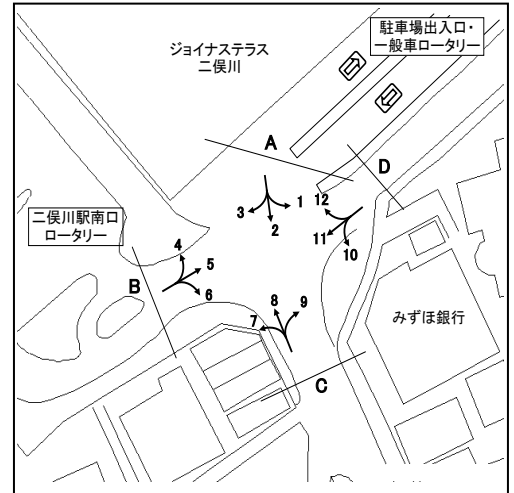 駐車場出入口・
一般車ロータリー
ジョイナステラス
二俣川
A
D
12
1
3
2
11
10
二俣川駅南口
ロータリー
4
5
6
B
8
9
7
みずほ銀行
C